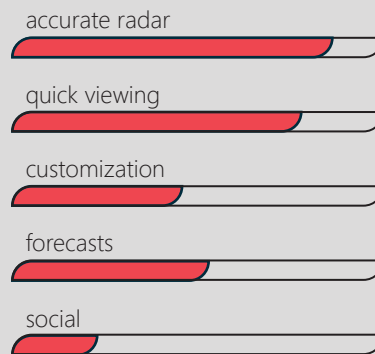 accurate radar
quick viewing
customization
forecasts
social